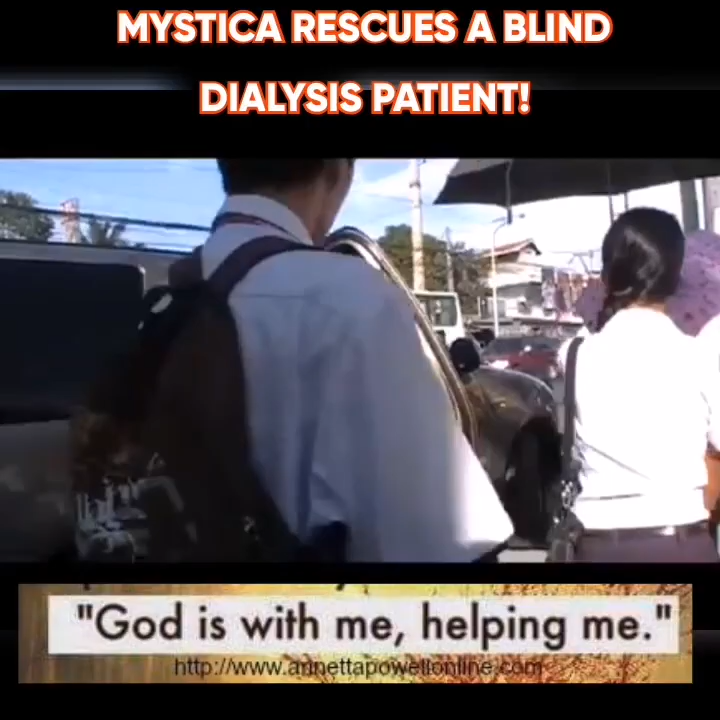 MYSTICA RESCUES A BLIND
DIALYSIS PATIENT!
"God is with me, helping me."
http://www.annettapowellonline.com